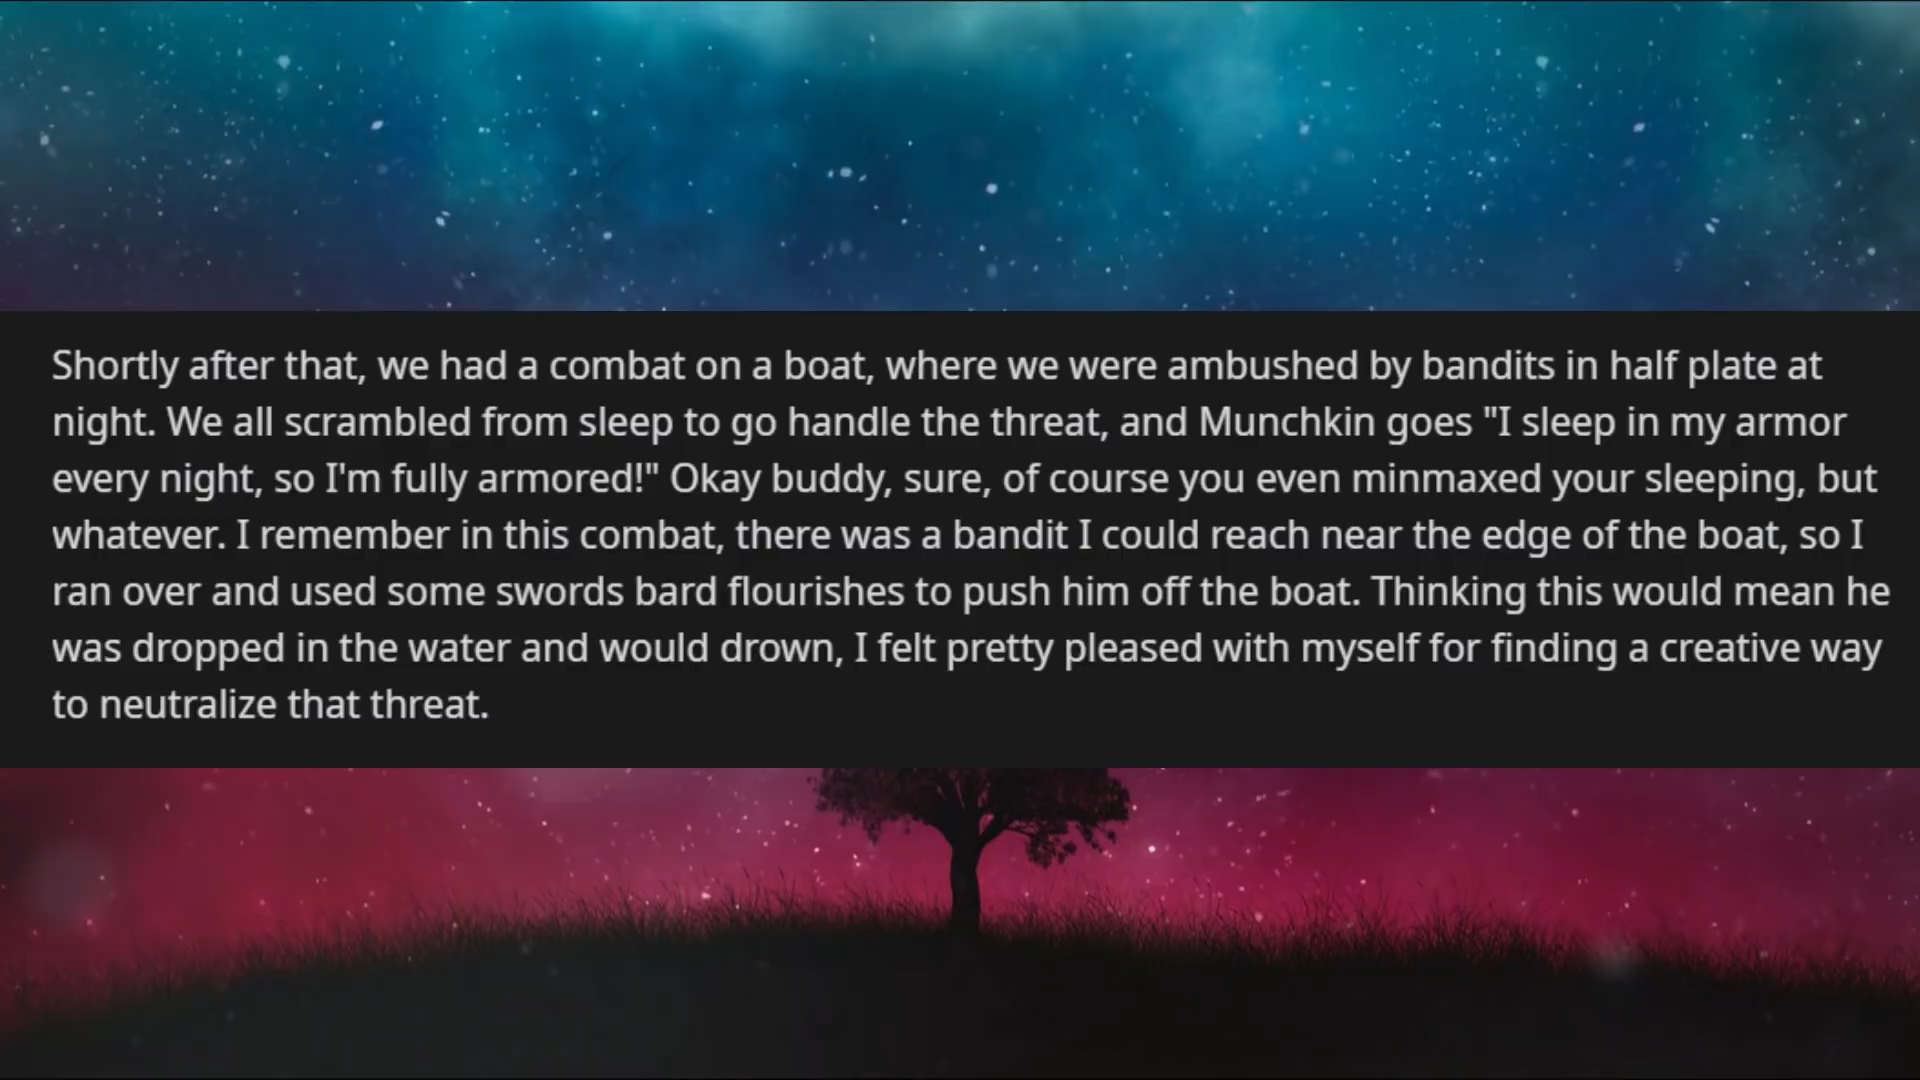 Shortly after that, we had a combat on a boat, where we were ambushed by bandits in half plate at
night. We all scrambled from sleep to go handle the threat, and Munchkin goes "I sleep in my armor
every night, so I'm fully armored!" Okay buddy, sure, of course you even minmaxed your sleeping, but
whatever. I remember in this combat, there was a bandit I could reach near the edge of the boat, so I
ran over and used some swords bard flourishes to push him off the boat. Thinking this would mean he
was dropped in the water and would drown, I felt pretty pleased with myself for finding a creative way
to neutralize that threat.